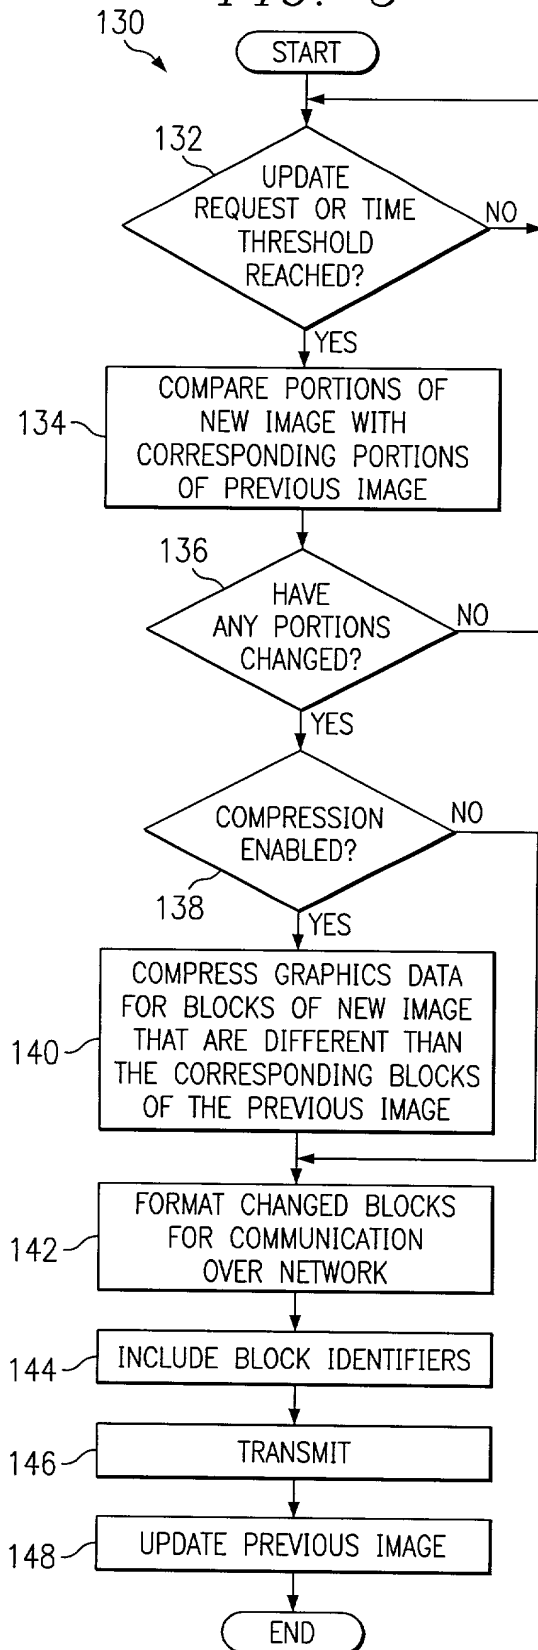 130
START
132
UPDATE
REQUEST OR TIME
THRESHOLD
REACHED?
NO
YES
134
COMPARE PORTIONS OF
NEW IMAGE WITH
CORRESPONDING PORTIONS
OF PREVIOUS IMAGE
136
HAVE
ANY PORTIONS
CHANGED?
NO
YES
COMPRESSION
ENABLED?
NO
138
YES
140
COMPRESS GRAPHICS DATA
FOR BLOCKS OF NEW IMAGE
THAT ARE DIFFERENT THAN
THE CORRESPONDING BLOCKS
OF THE PREVIOUS IMAGE
142
FORMAT CHANGED BLOCKS
FOR COMMUNICATION
OVER NETWORK
144
INCLUDE BLOCK IDENTIFIERS
146
TRANSMIT
148
UPDATE PREVIOUS IMAGE
END